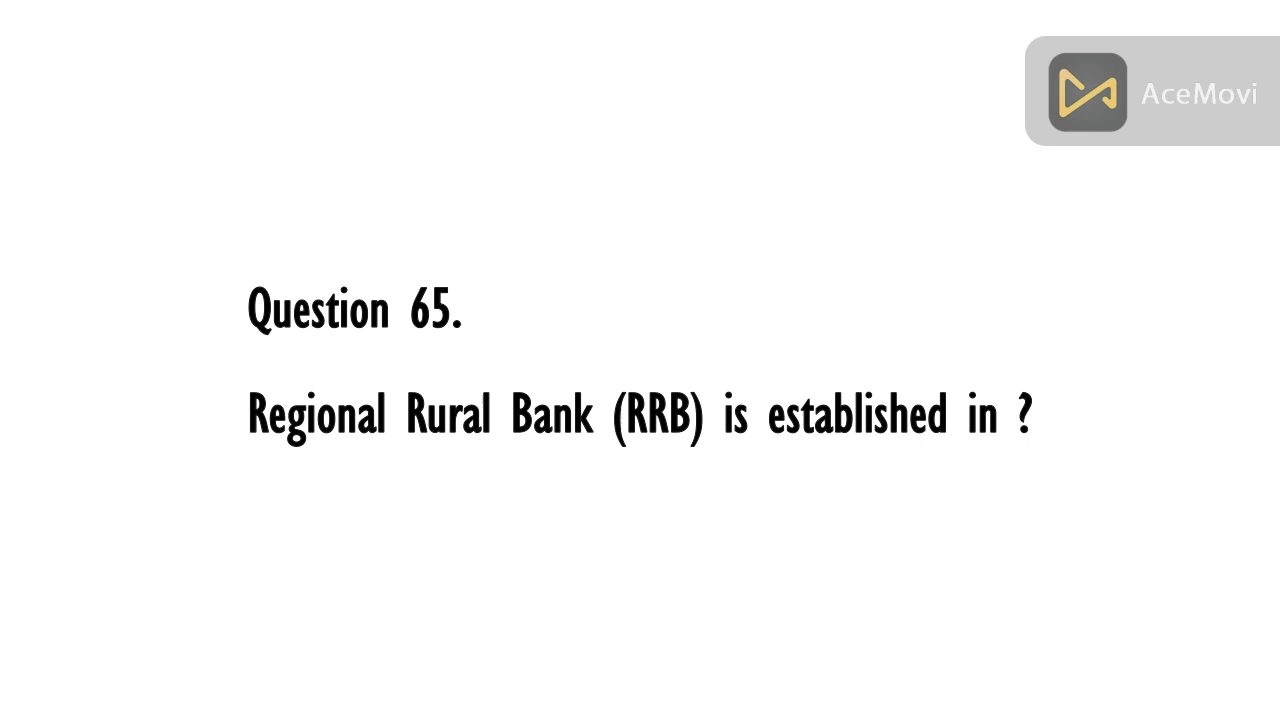 AceMovi
Question 65.
Regional Rural Bank (RRB) is established in ?